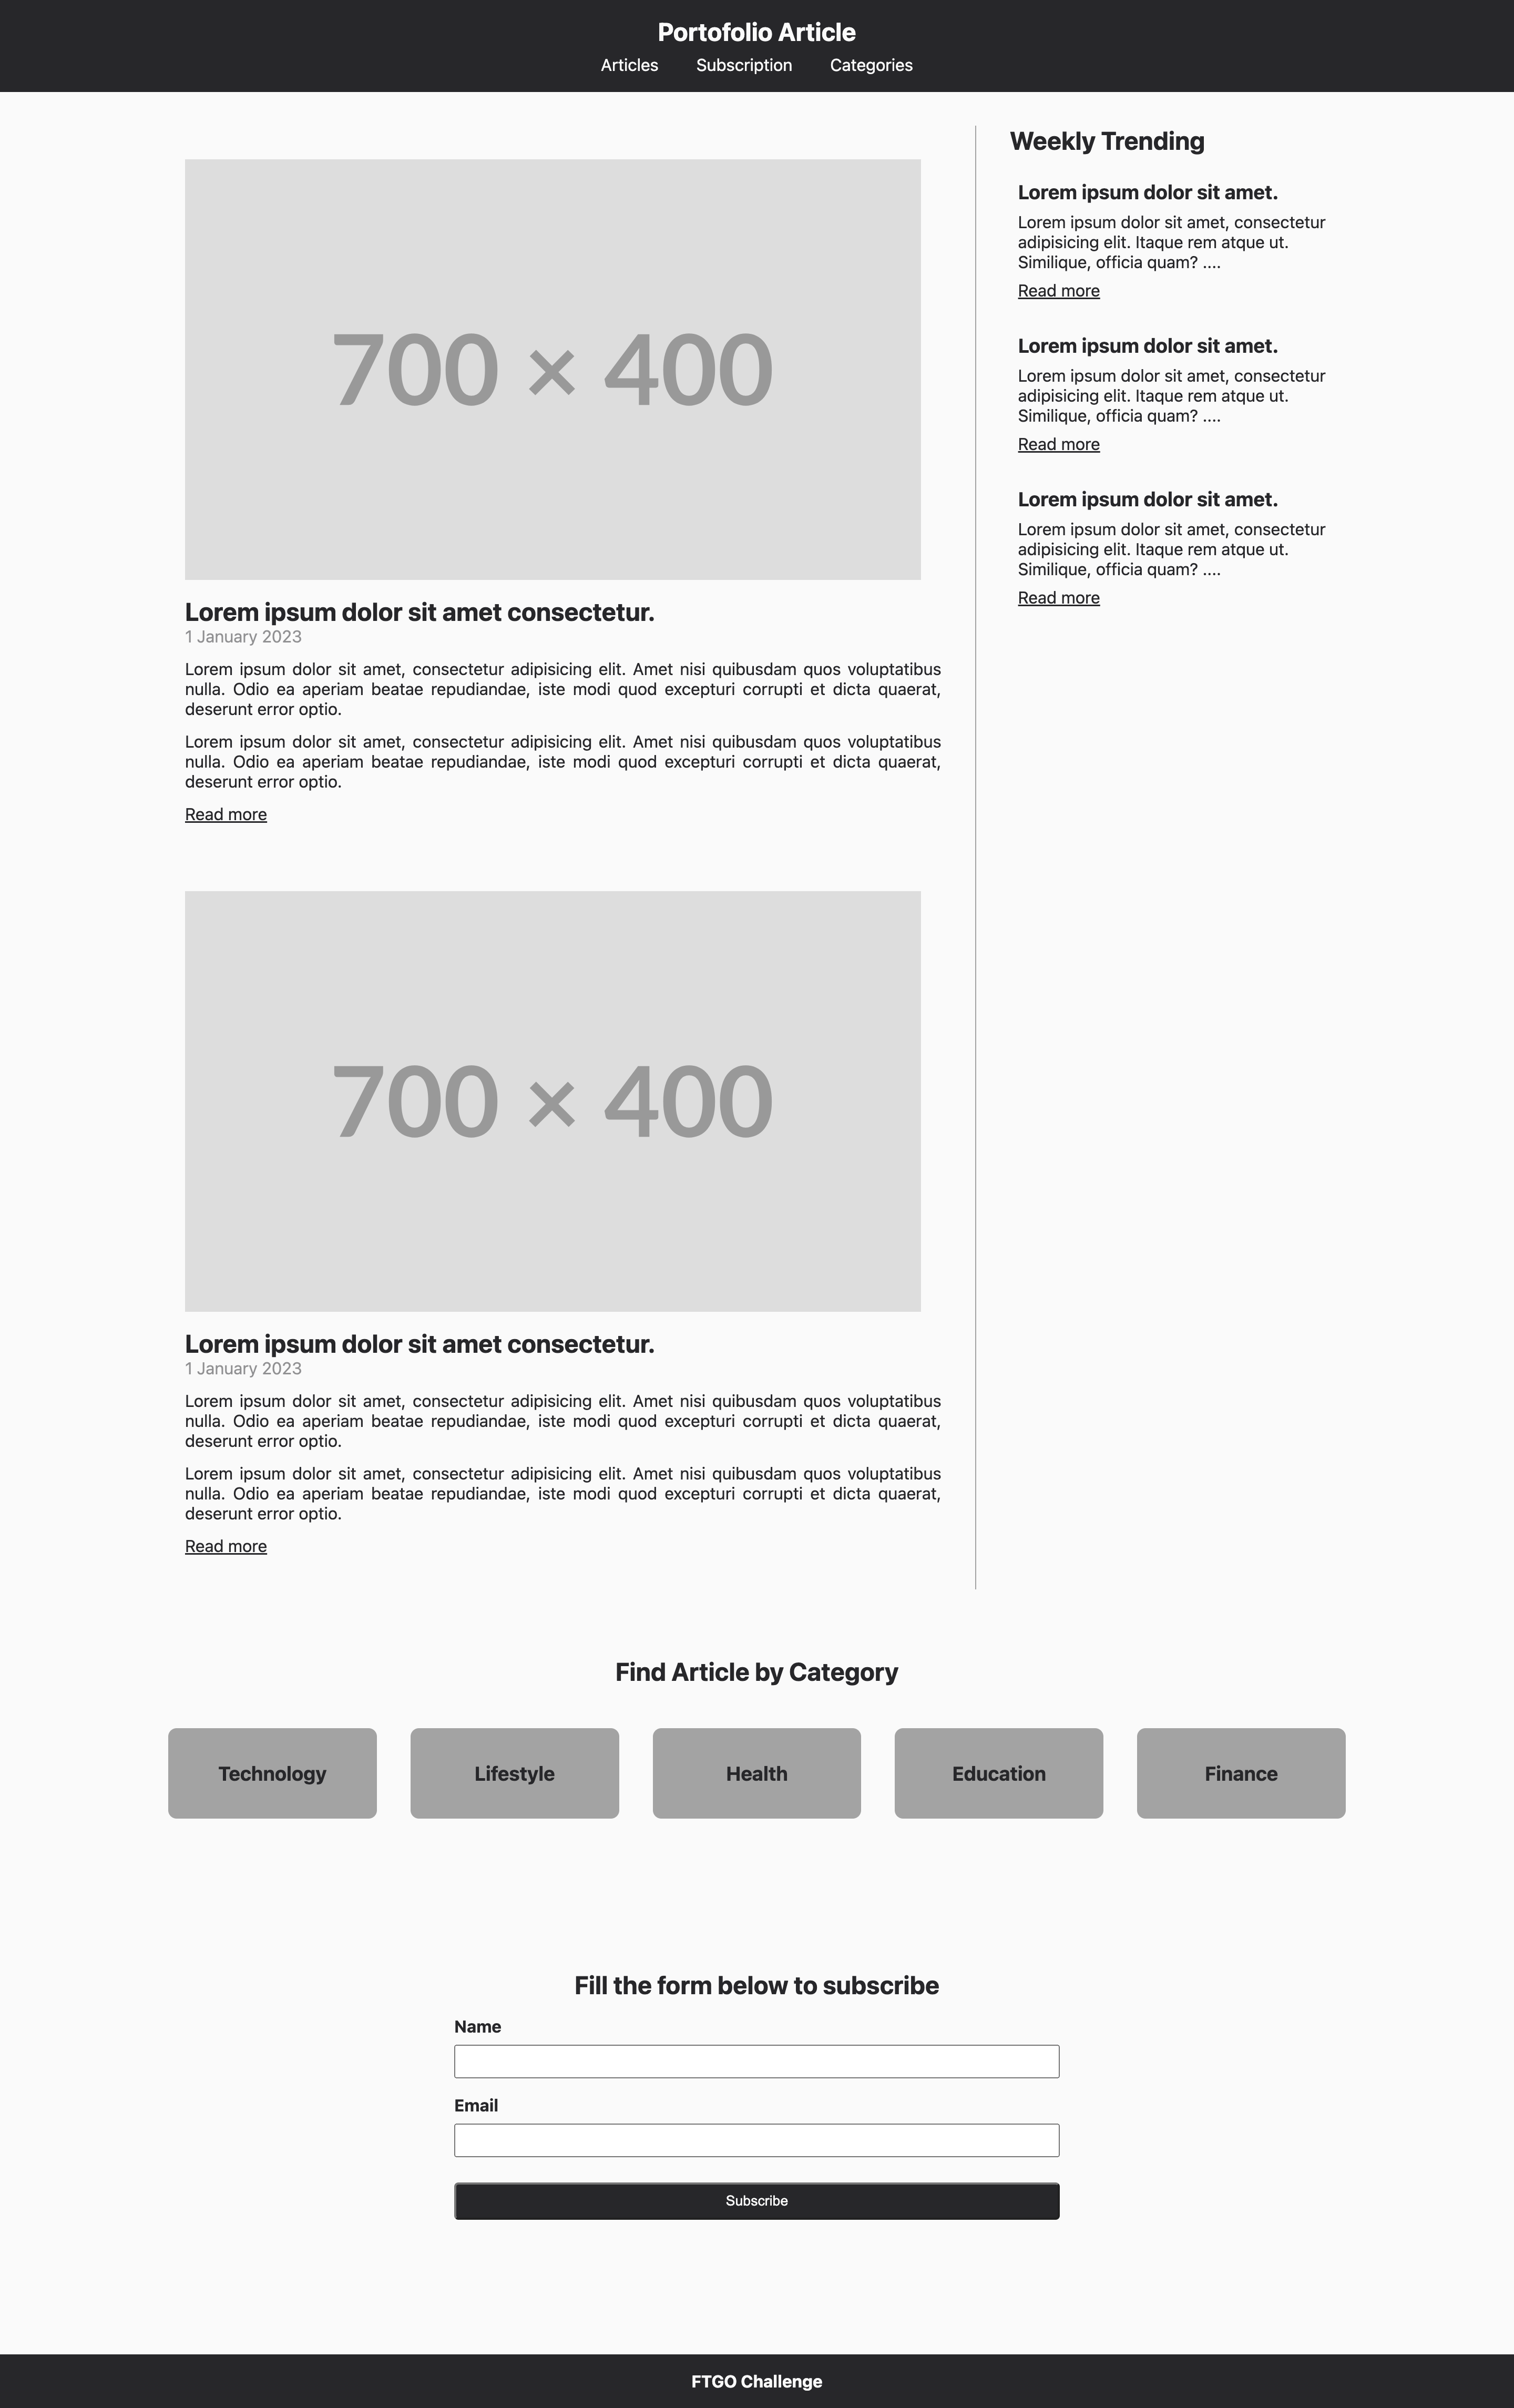 Portofolio Article
Articles Subscription Categories
700 × 400
Lorem ipsum dolor sit amet consectetur.
1 January 2023
Lorem ipsum dolor sit amet, consectetur adipisicing elit. Amet nisi quibusdam quos voluptatibus
nulla. Odio ea aperiam beatae repudiandae, iste modi quod excepturi corrupti et dicta quaerat,
deserunt error optio.
Lorem ipsum dolor sit amet, consectetur adipisicing elit. Amet nisi quibusdam quos voluptatibus
nulla. Odio ea aperiam beatae repudiandae, iste modi quod excepturi corrupti et dicta quaerat,
deserunt error optio.
Read more
700 × 400
Lorem ipsum dolor sit amet consectetur.
1 January 2023
Lorem ipsum dolor sit amet, consectetur adipisicing elit. Amet nisi quibusdam quos voluptatibus
nulla. Odio ea aperiam beatae repudiandae, iste modi quod excepturi corrupti et dicta quaerat,
deserunt error optio.
Lorem ipsum dolor sit amet, consectetur adipisicing elit. Amet nisi quibusdam quos voluptatibus
nulla. Odio ea aperiam beatae repudiandae, iste modi quod excepturi corrupti et dicta quaerat,
deserunt error optio.
Read more
Weekly Trending
Lorem ipsum dolor sit amet.
Lorem ipsum dolor sit amet, consectetur
adipisicing elit. Itaque rem atque ut.
Similique, officia quam? ....
Read more
Lorem ipsum dolor sit amet.
Lorem ipsum dolor sit amet, consectetur
adipisicing elit. Itaque rem atque ut.
Similique, officia quam? ....
Read more
Lorem ipsum dolor sit amet.
Lorem ipsum dolor sit amet, consectetur
adipisicing elit. Itaque rem atque ut.
Similique, officia quam? ....
Read more
Find Article by Category
Technology Lifestyle Health Education Finance
Fill the form below to subscribe
Name
Email
Subscribe
FTGO Challenge